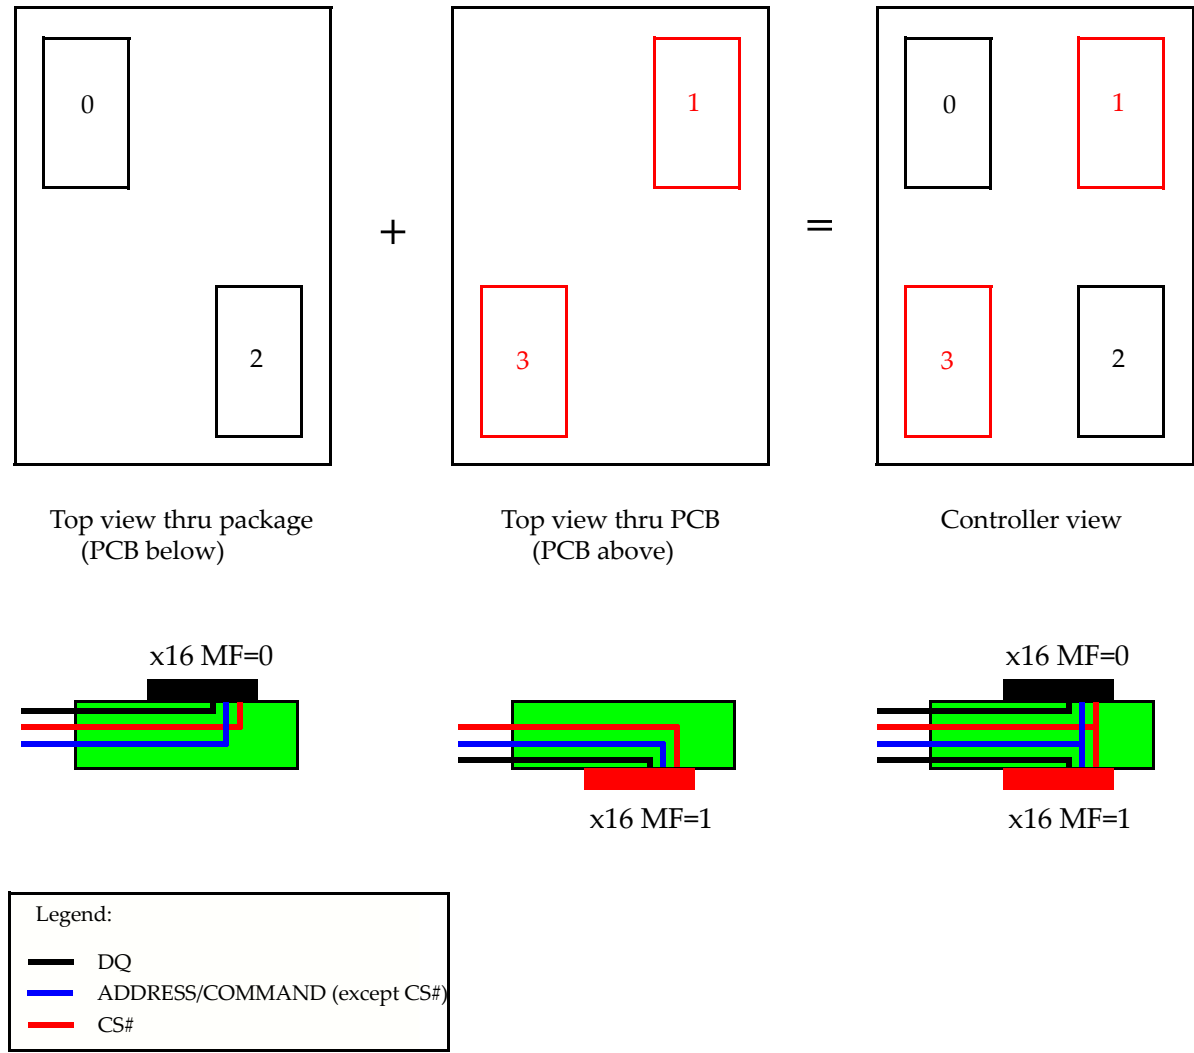 0
1
0
1
+
=
2
3
3
2
Top view thru package
(PCB below)
Top view thru PCB
(PCB above)
Controller view
x16 MF=0
x16 MF=0
x16 MF=1
x16 MF=1
Legend:
DQ
ADDRESS/COMMAND (except CS#)
CS#